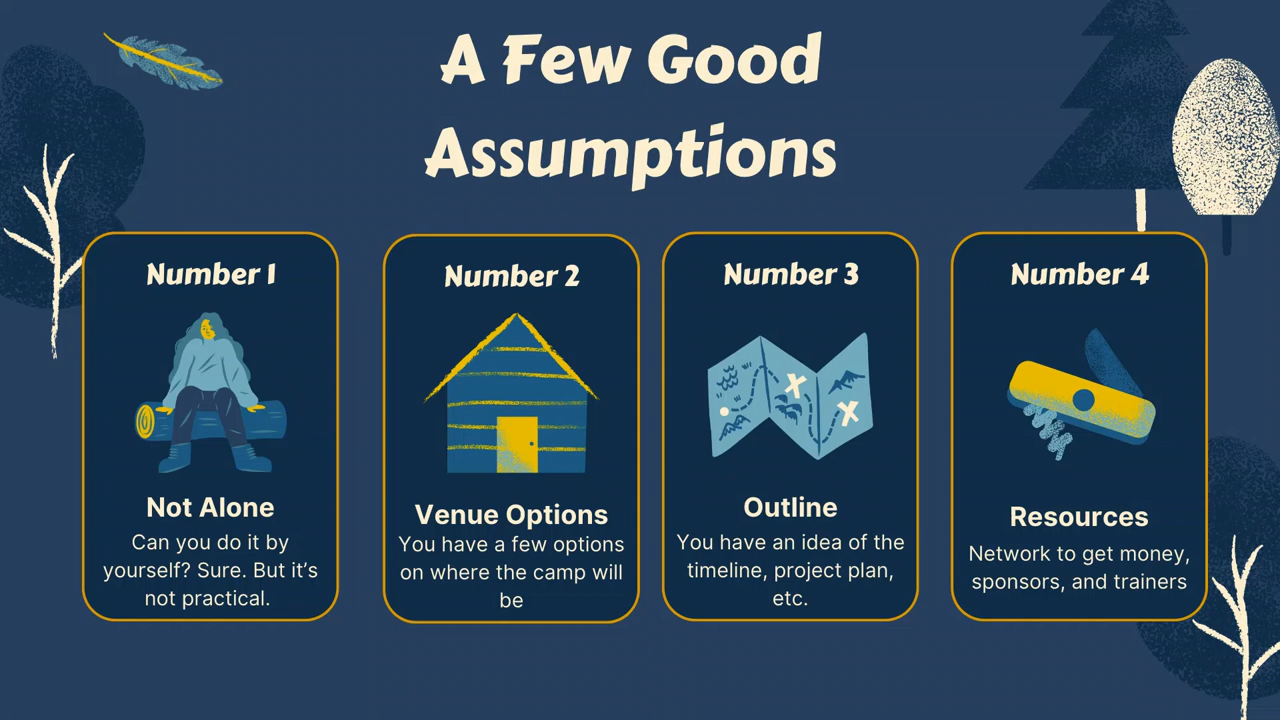 A Few Good
Assumptions
Number 1
Not Alone
Can you do it by
yourself? Sure. But it's
not practical.
Number 2
Venue Options
You have a few options
on where the camp will
be
Number 3
Outline
You have an idea of the
timeline, project plan,
etc.
Number 4
Resources
Network to get money,
sponsors, and trainers